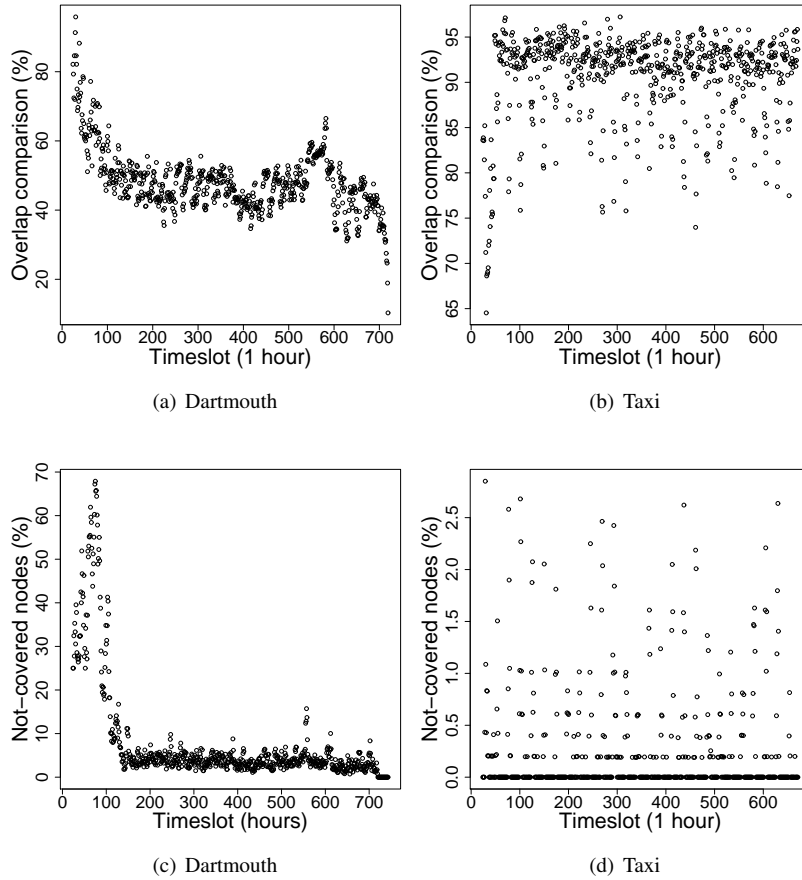 Overlap comparison (%)
20 40 60 80
0 100 200 300 400 500 600 700
Timeslot (1 hour)
(a) Dartmouth
Overlap comparison (%)
65 70 75 80 85 90 95
0 100 200 300 400 500 600
Timeslot (1 hour)
(b) Taxi
Not−covered nodes (%)
0 10 20 30 40 50 60 70
0 100 200 300 400 500 600 700
Timeslot (hours)
(c) Dartmouth
Not−covered nodes (%)
0.0 0.5 1.0 1.5 2.0 2.5
0 100 200 300 400 500 600
Timeslot (1 hour)
(d) Taxi